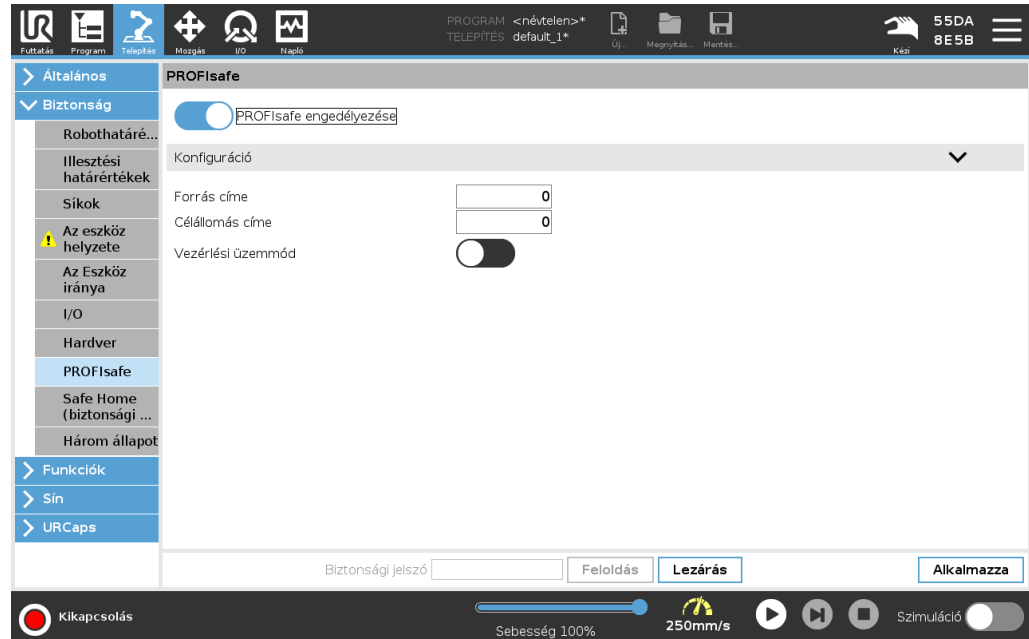 PROGRAM <névtelen>*
TELEPÍTÉS default_1*
55DA
8E5B
Futtatás Program Telepítés Mozgás I/O Napló Új... Megnyitás... Mentés... Kézi
Általános
PROFIsafe
Biztonság
PROFIsafe engedélyezése
Robothatáré...
Konfiguráció
Illesztési
határértékek
Forrás címe 0
Síkok
Célállomás címe 0
Az eszköz
helyzete
Vezérlési üzemmód
Az Eszköz
iránya
I/O
Hardver
PROFIsafe
Safe Home
(biztonsági ...
Három állapot
Funkciók
Sín
URCaps
Biztonsági jelszó Feloldás Lezárás Alkalmazza
Kikapcsolás
Sebesség 100%
250mm/s
Szimuláció